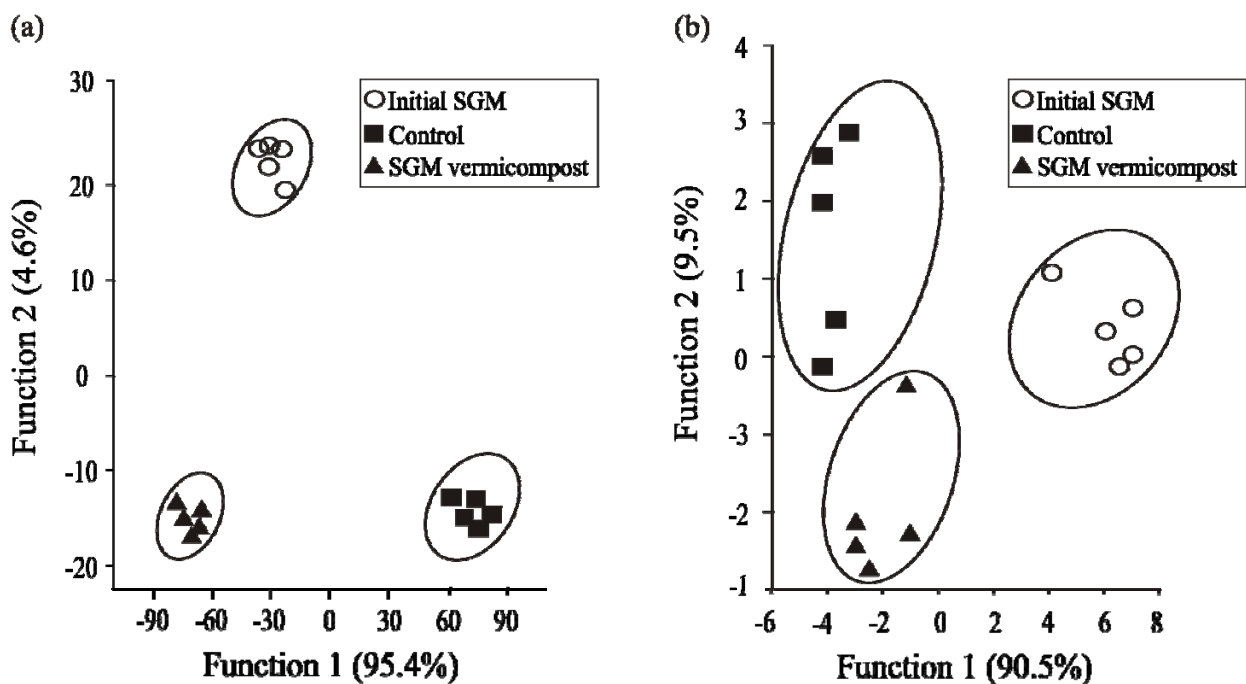 (a)
Function 2 (4.6%)
30
20
10
0
-10
-20
-90 -60 -30 0 30 60 90
Function 1 (95.4%)
Initial SGM
Control
SGM vermicompost
(b)
Function 2 (9.5%)
4
3
2
1
0
-3
-2
-1
-6 -4 -2 0 2 4 6 8
Function 1 (90.5%)
Initial SGM
Control
SGM vermicompost